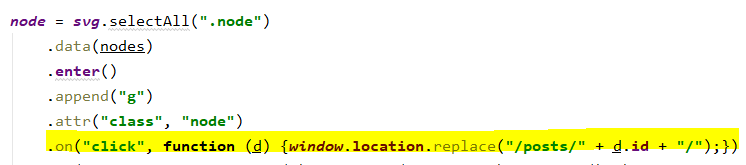 node = svg.selectAll(".node")
.data(nodes)
.enter()
.append("g")
.attr("class", "node")
.on("click", function (d) {window.location.replace("/posts/" + d.id + "/");})